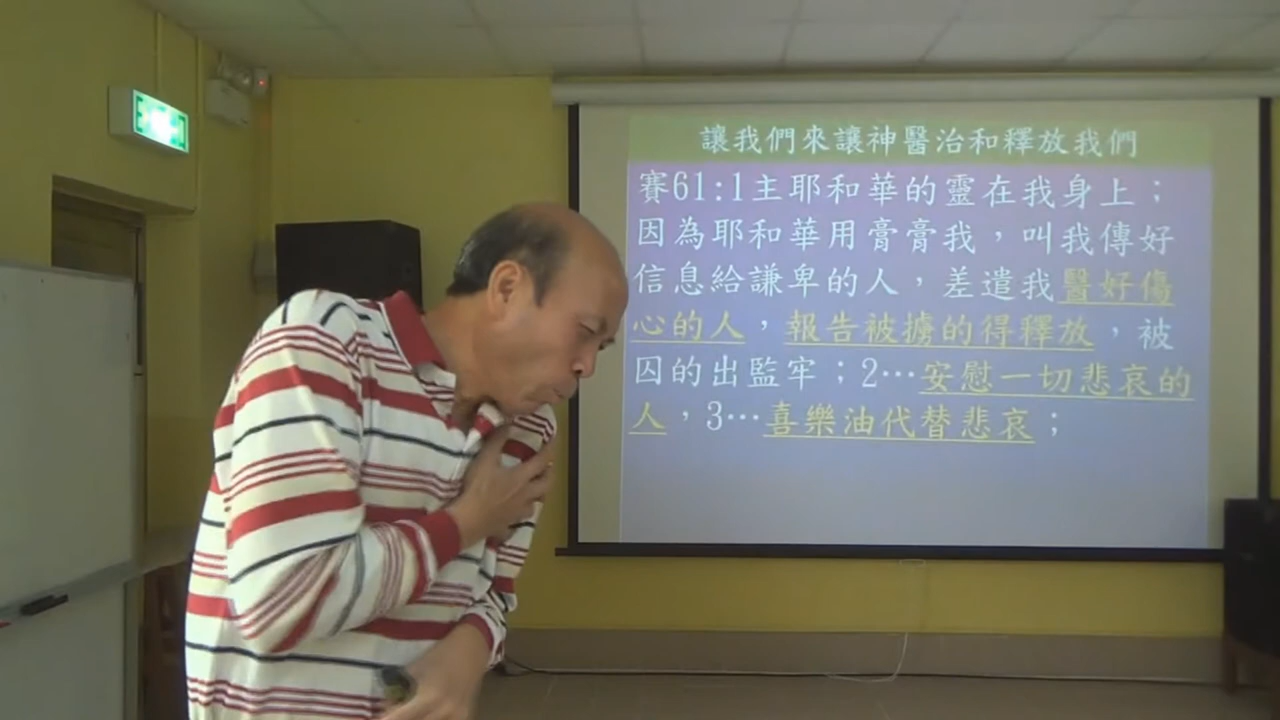 讓我們來讓神醫治和釋放我們
賽61:1主耶和華的靈在我身上；
因為耶和華用膏膏我，叫我傳好
信息給謙卑的人，差遣我醫好傷
心的人，報告被擄的得釋放，被
囚的出監牢；2…安慰一切悲哀的
人，3…喜樂油代替悲哀；